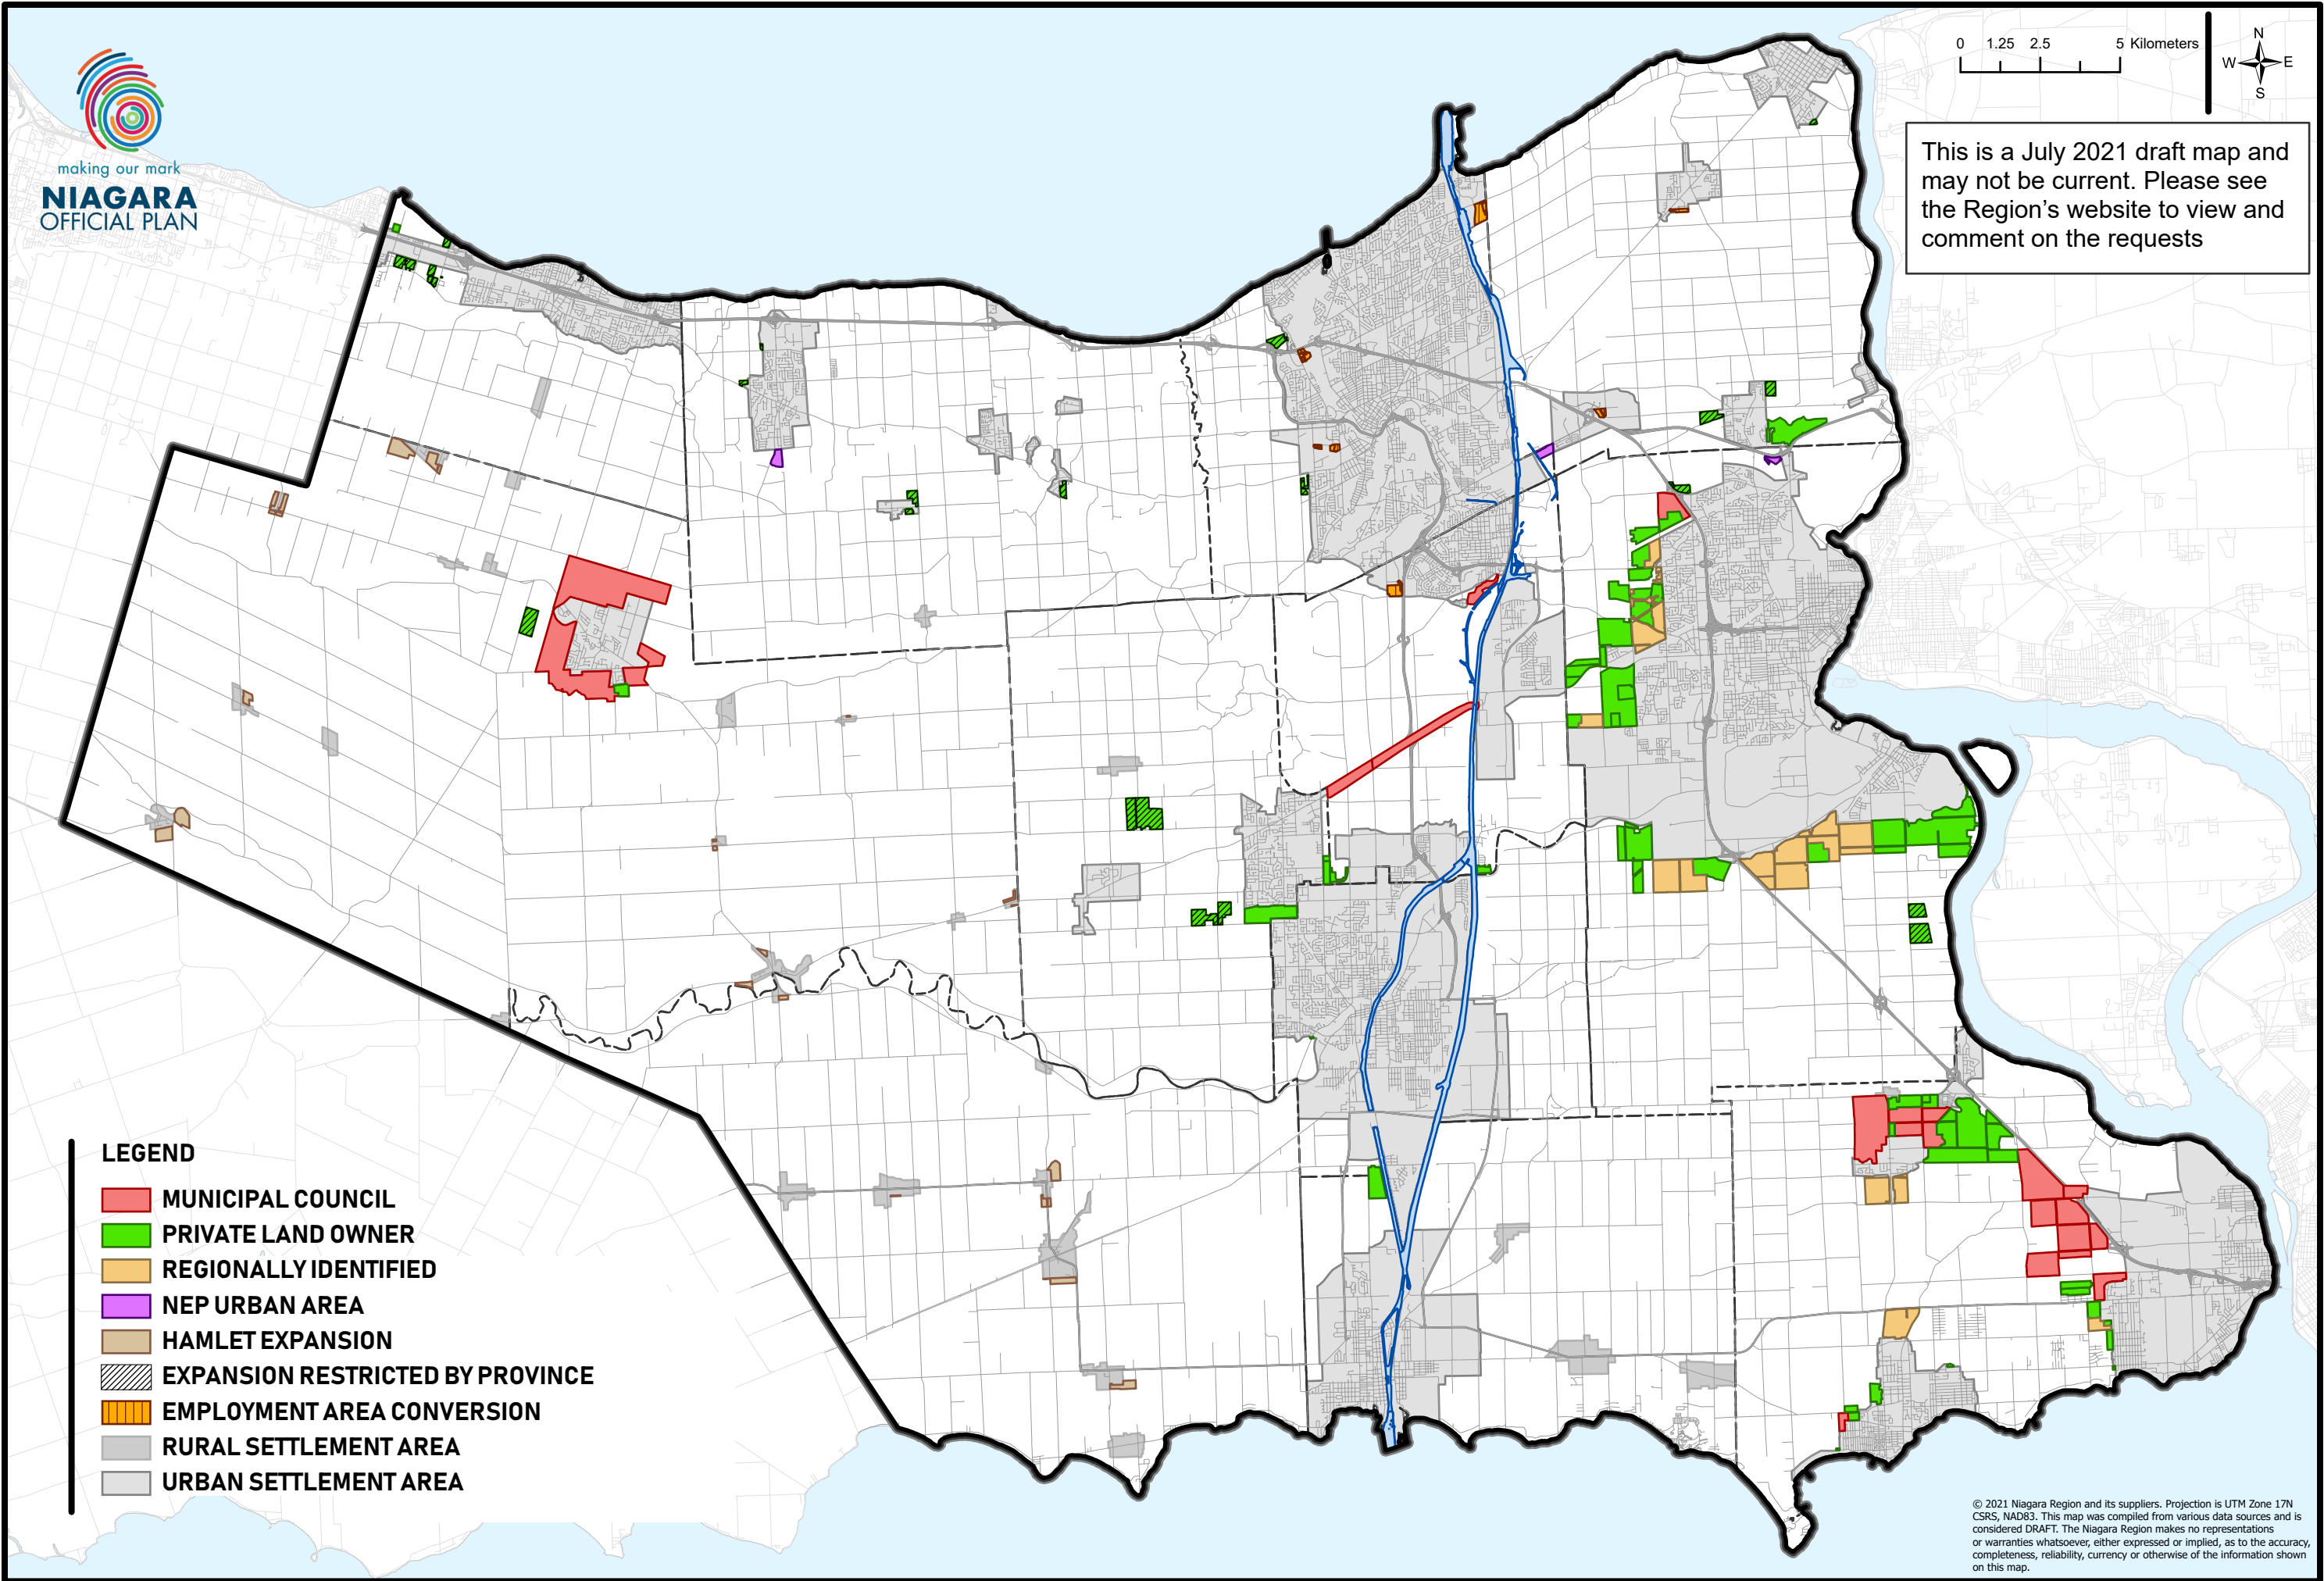 making our mark
NIAGARA
OFFICIAL PLAN
0 1.25 2.5 5 Kilometers
N
W E
S
This is a July 2021 draft map and
may not be current. Please see
the Region's website to view and
comment on the requests
LEGEND
MUNICIPAL COUNCIL
PRIVATE LAND OWNER
REGIONALLY IDENTIFIED
NEP URBAN AREA
HAMLET EXPANSION
EXPANSION RESTRICTED BY PROVINCE
EMPLOYMENT AREA CONVERSION
RURAL SETTLEMENT AREA
URBAN SETTLEMENT AREA
© 2021 Niagara Region and its suppliers. Projection is UTM Zone 17N
CSRS, NAD83. This map was compiled from various data sources and is
considered DRAFT. The Niagara Region makes no representations
or warranties whatsoever, either expressed or implied, as to the accuracy,
completeness, reliability, currency or otherwise of the information shown
on this map.